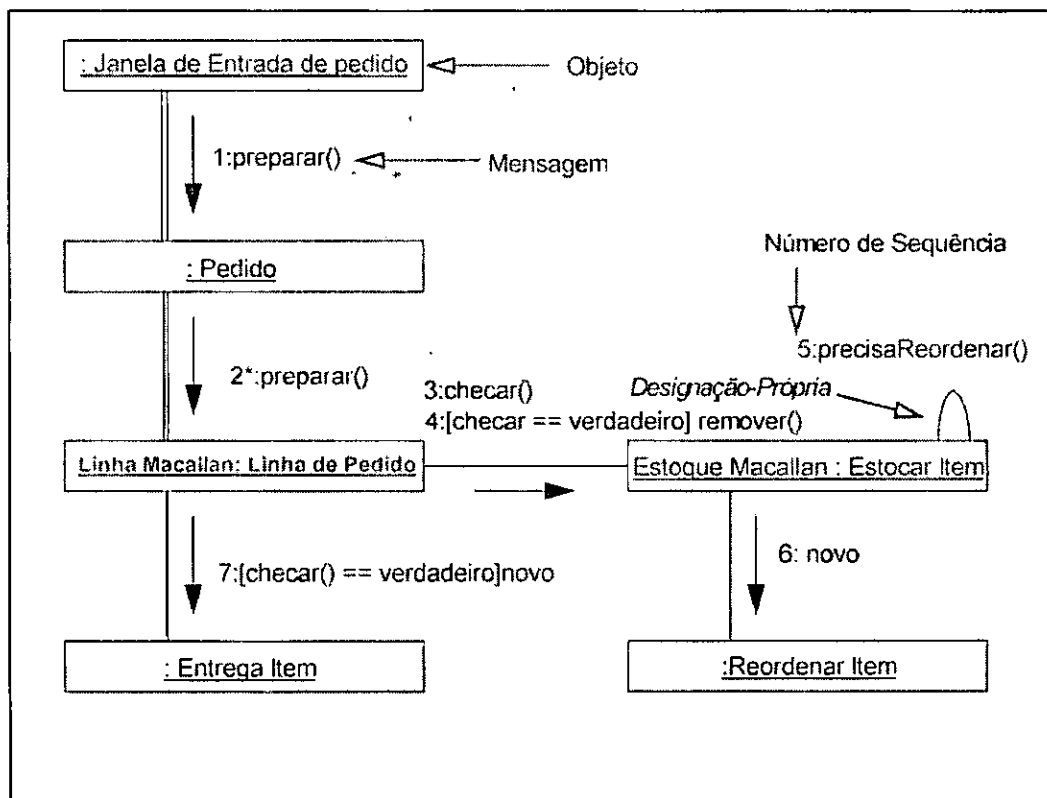 : Janela de Entrada de pedido
Objeto
1:preparar()
Mensagem
: Pedido
Número de Sequência
5:precisaReordenar()
2*:preparar()
3:checar()
Designação-Própria
4:[checar == verdadeiro] remover()
Linha Macallan: Linha de Pedido
Estoque Macallan : Estocar Item
6: novo
7:[checar() == verdadeiro]novo
: Entrega Item
:Reordenar Item